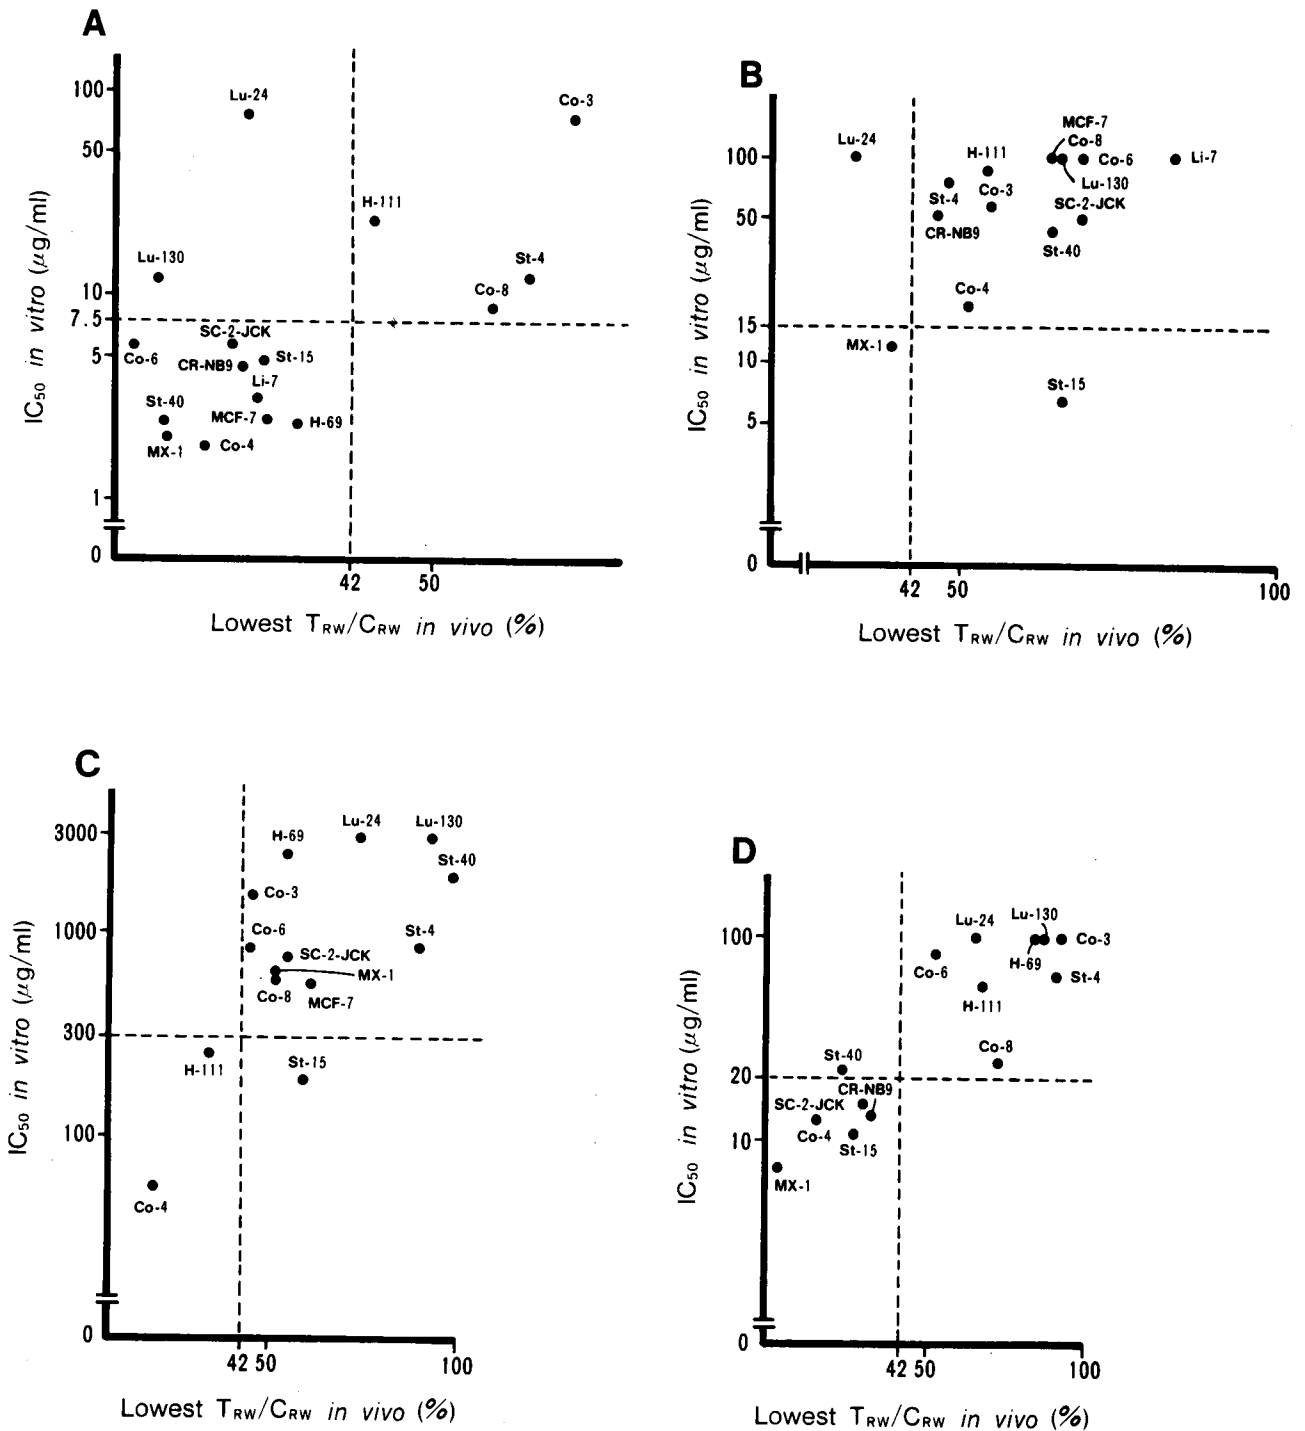 A
100
50
10
7.5
5
1
0
IC50 in vitro (μg/ml)
Lu-24
Co-3
H-111
Lu-130
St-4
Co-8
SC-2-JCK
Co-6
CR-NB9
St-15
Li-7
St-40
MCF-7
H-69
MX-1
Co-4
42 50
Lowest TRW/CRW in vivo (%)
B
100
50
15
10
5
0
IC50 in vitro (μg/ml)
MCF-7
Lu-24
Co-8
H-111
Co-6
Li-7
Lu-130
St-4
Co-3
SC-2-JCK
CR-NB9
St-40
Co-4
MX-1
St-15
42 50 100
Lowest TRW/CRW in vivo (%)
C
3000
1000
300
100
0
IC50 in vitro (μg/ml)
Lu-24
Lu-130
H-69
St-40
Co-3
Co-6
St-4
SC-2-JCK
MX-1
Co-8
MCF-7
H-111
St-15
Co-4
42 50 100
Lowest TRW/CRW in vivo (%)
D
100
20
10
0
IC50 in vitro (μg/ml)
Lu-130
Lu-24
Co-3
H-69
Co-6
St-4
H-111
Co-8
St-40
CR-NB9
SC-2-JCK
Co-4
St-15
MX-1
42 50 100
Lowest TRW/CRW in vivo (%)